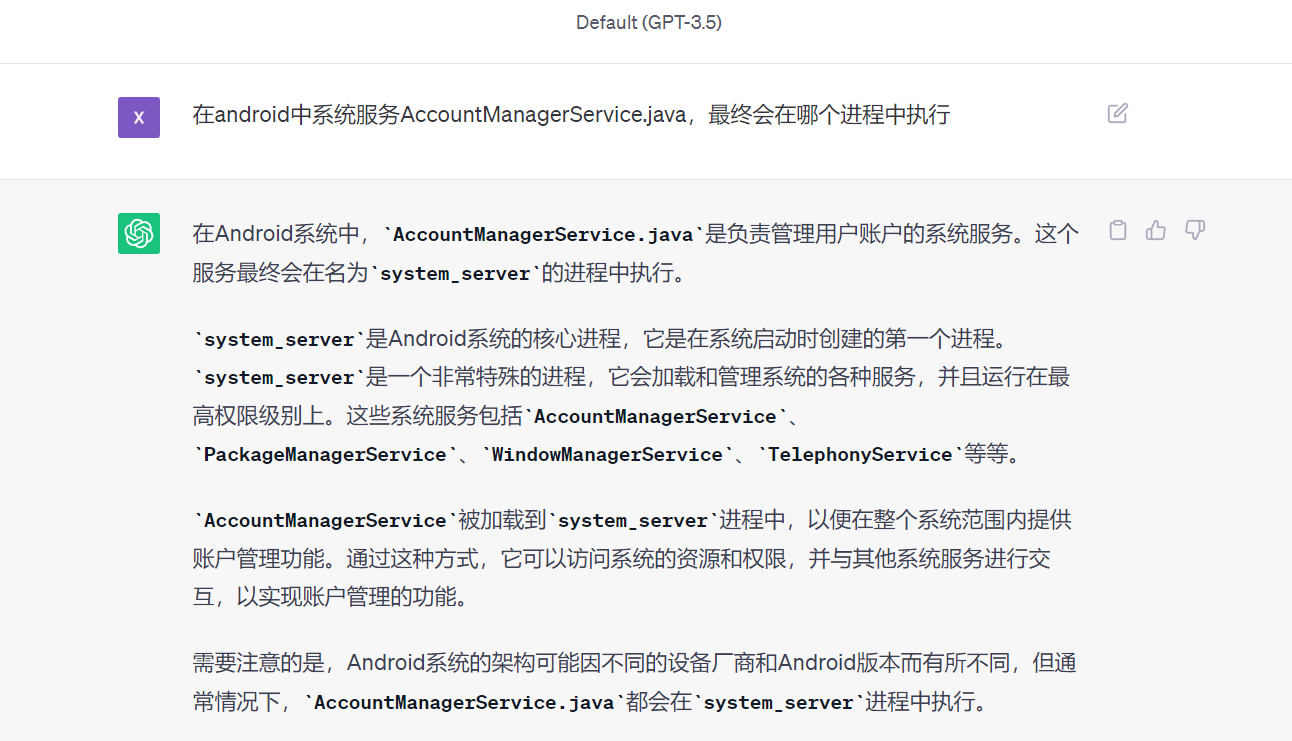 Default (GPT-3.5)
X
在android中系统服务AccountManagerService.java，最终会在哪个进程中执行
在Android系统中，`AccountManagerService.java`是负责管理用户账户的系统服务。这个
服务最终会在名为`system_server`的进程中执行。
`system_server`是Android系统的核心进程，它是在系统启动时创建的第一个进程。
`system_server`是一个非常特殊的进程，它会加载和管理系统的各种服务，并且运行在最
高权限级别上。这些系统服务包括`AccountManagerService`、
`PackageManagerService`、`WindowManagerService`、`TelephonyService`等等。
`AccountManagerService`被加载到`system_server`进程中，以便在整个系统范围内提供
账户管理功能。通过这种方式，它可以访问系统的资源和权限，并与其他系统服务进行交
互，以实现账户管理的功能。
需要注意的是，Android系统的架构可能因不同的设备厂商和Android版本而有所不同，但通
常情况下，`AccountManagerService.java`都会在`system_server`进程中执行。